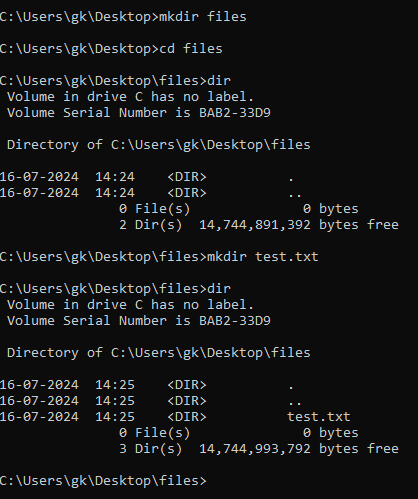 C:\Users\gk\Desktop>mkdir files
C:\Users\gk\Desktop>cd files
C:\Users\gk\Desktop\files>dir
 Volume in drive C has no label.
 Volume Serial Number is BAB2-33D9
 Directory of C:\Users\gk\Desktop\files
16-07-2024  14:24    <DIR>          .
16-07-2024  14:24    <DIR>          ..
               0 File(s)              0 bytes
               2 Dir(s)  14,744,891,392 bytes free
C:\Users\gk\Desktop\files>mkdir test.txt
C:\Users\gk\Desktop\files>dir
 Volume in drive C has no label.
 Volume Serial Number is BAB2-33D9
 Directory of C:\Users\gk\Desktop\files
16-07-2024  14:25    <DIR>          .
16-07-2024  14:25    <DIR>          ..
16-07-2024  14:25    <DIR>          test.txt
               0 File(s)              0 bytes
               3 Dir(s)  14,744,993,792 bytes free
C:\Users\gk\Desktop\files>